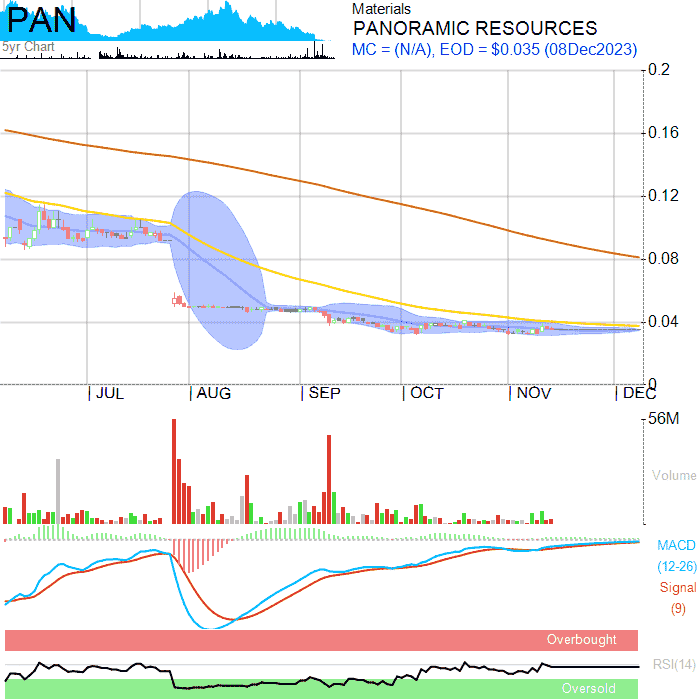 PAN
5yr Chart
Materials
PANORAMIC RESOURCES
MC = (N/A), EOD = $0.035 (08Dec2023)
0.2
0.16
0.12
0.08
0.04
0
JUL
AUG
SEP
OCT
NOV
DEC
56M
Volume
MACD
(12-26)
Signal
(9)
Overbought
RSI(14)
Oversold